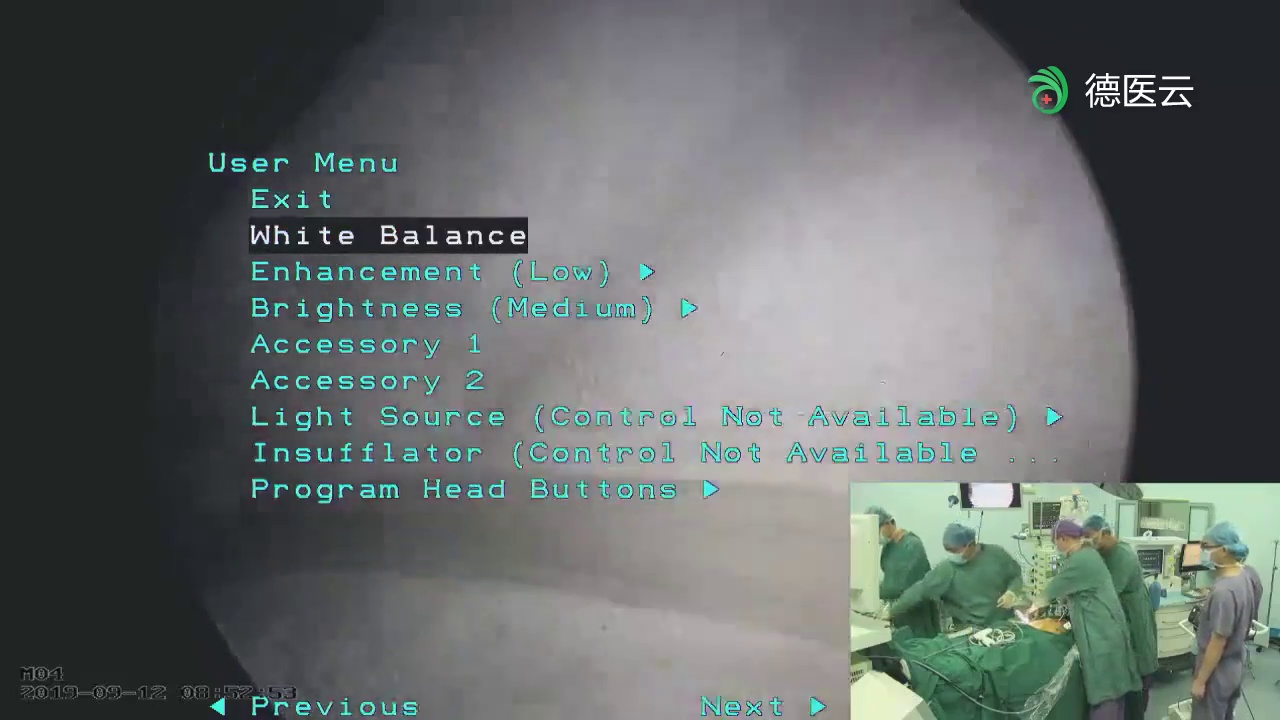 德医云
User Menu
Exit
White Balance
Enhancement (Low) ▶
Brightness (Medium) ▶
Accessory 1
Accessory 2
Light Source (Control Not Available) ▶
Insufflator (Control Not Available ...
Program Head Buttons ▶
M04
2019-09-12 08:52:53
◀ Previous
Next ▶